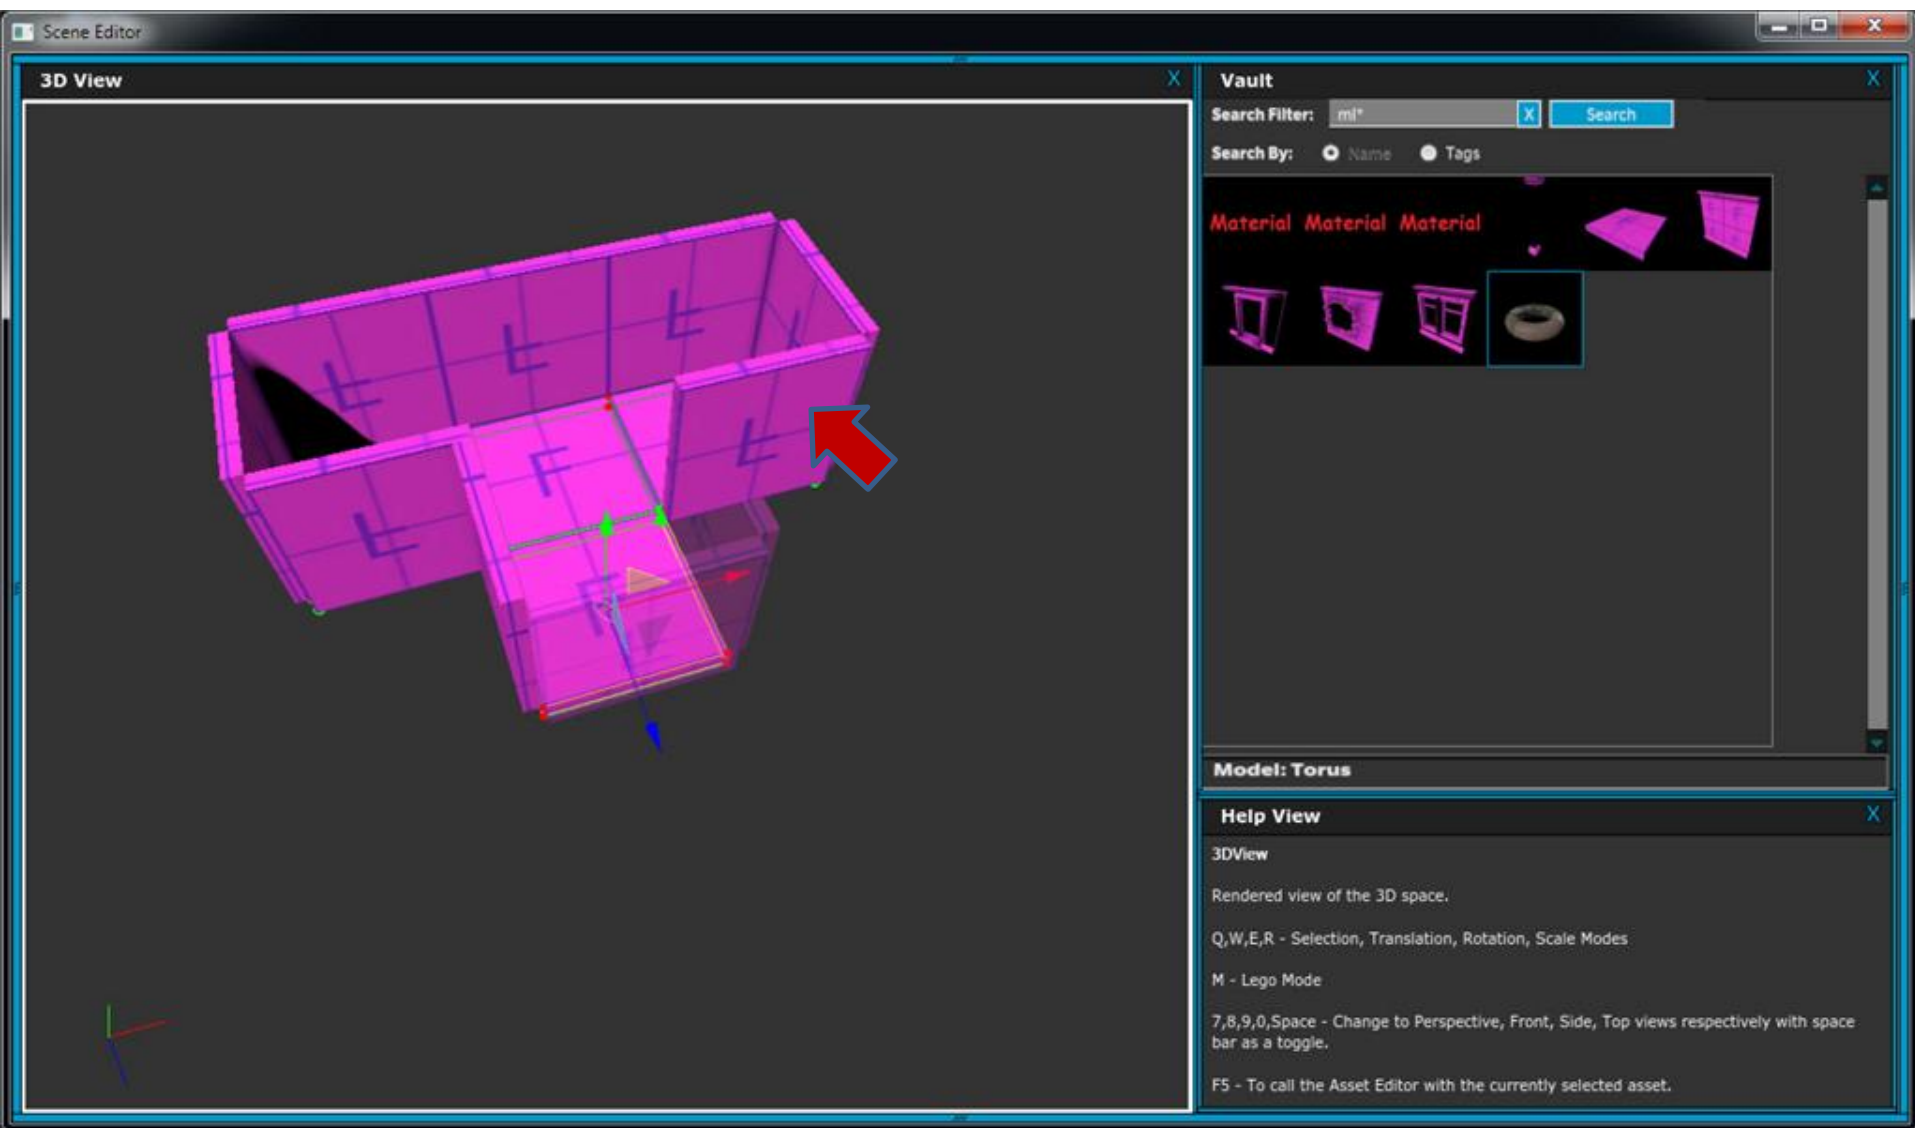 Scene Editor
3D View X
Vault X
Search Filter: ml* X Search
Search By: Name Tags
Material Material Material
Model: Torus
Help View X
3DView
Rendered view of the 3D space.
Q,W,E,R - Selection, Translation, Rotation, Scale Modes
M - Lego Mode
7,8,9,0,Space - Change to Perspective, Front, Side, Top views respectively with space
bar as a toggle.
F5 - To call the Asset Editor with the currently selected asset.